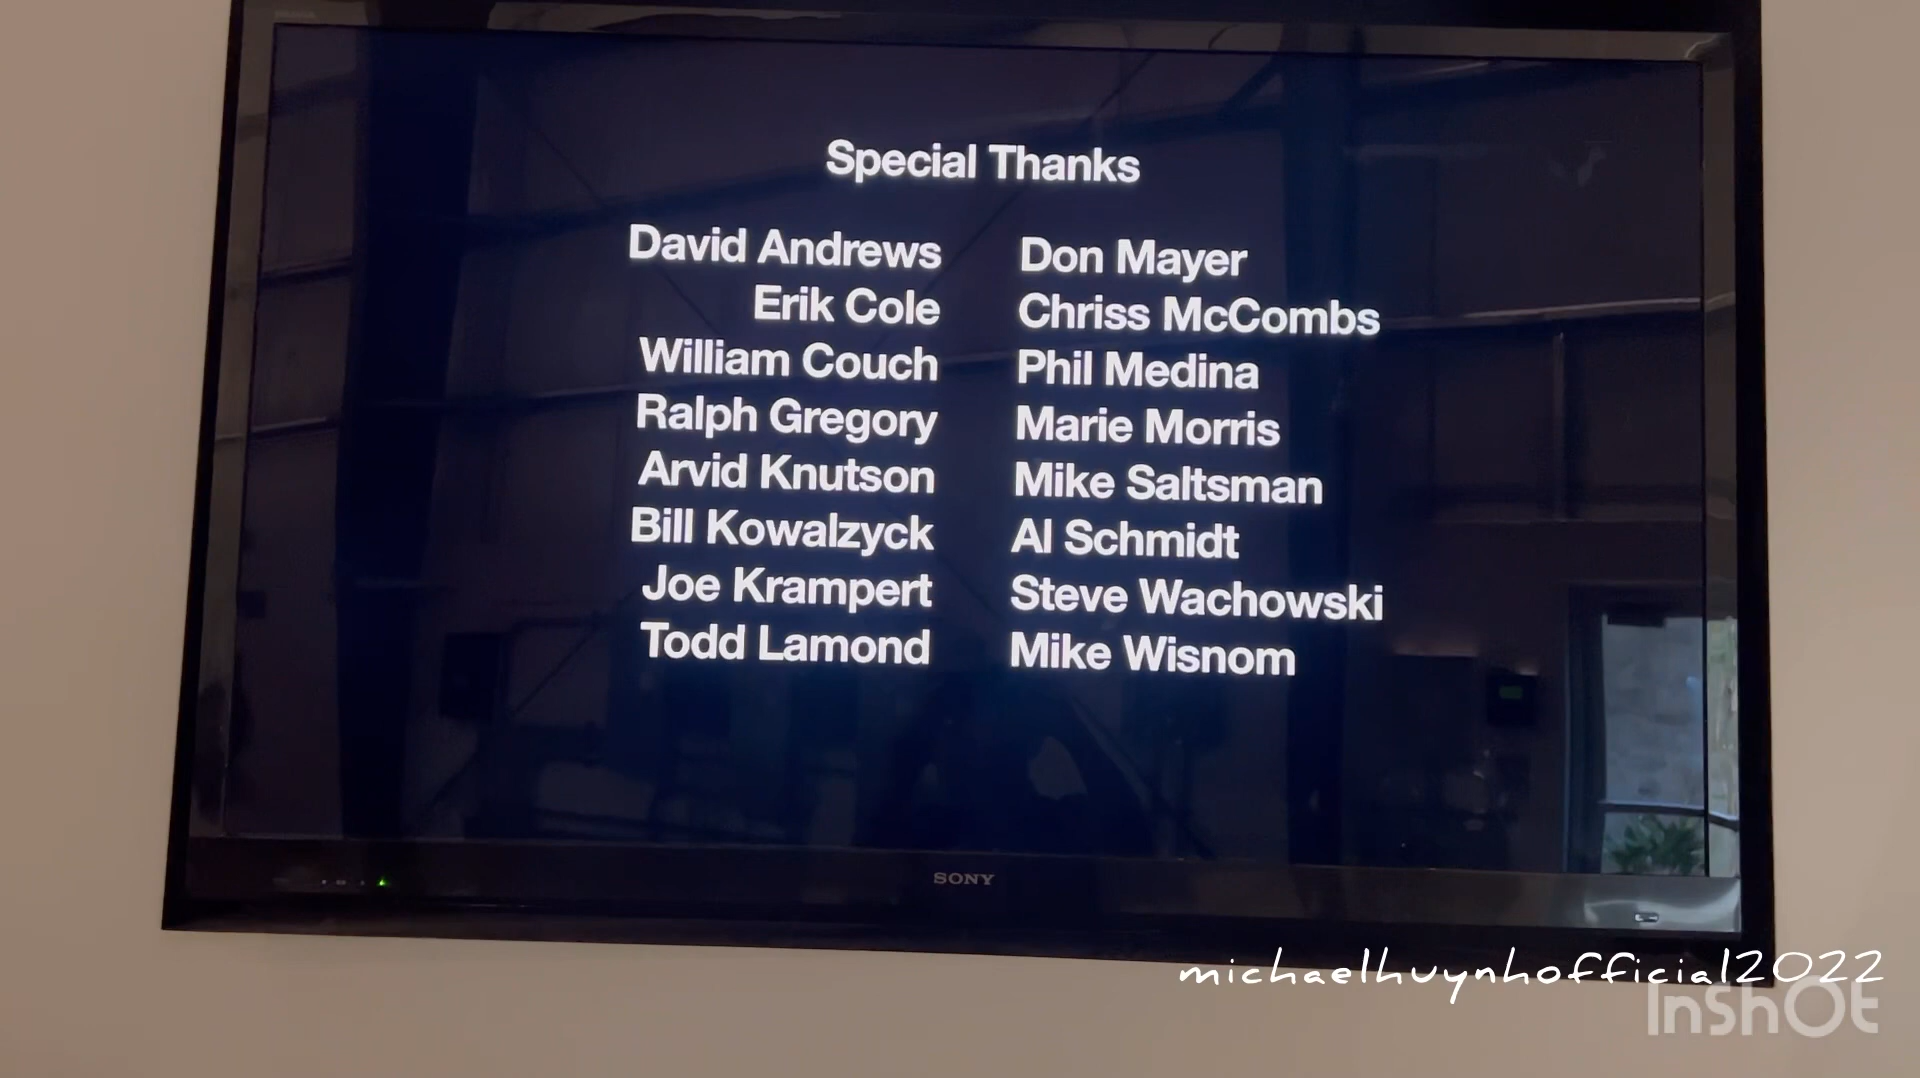 Special Thanks
David Andrews
Erik Cole
William Couch
Ralph Gregory
Arvid Knutson
Bill Kowalzyck
Joe Krampert
Todd Lamond
Don Mayer
Chriss McCombs
Phil Medina
Marie Morris
Mike Saltsman
Al Schmidt
Steve Wachowski
Mike Wisnom
SONY
michaelhuynhofficial2022
InShOt